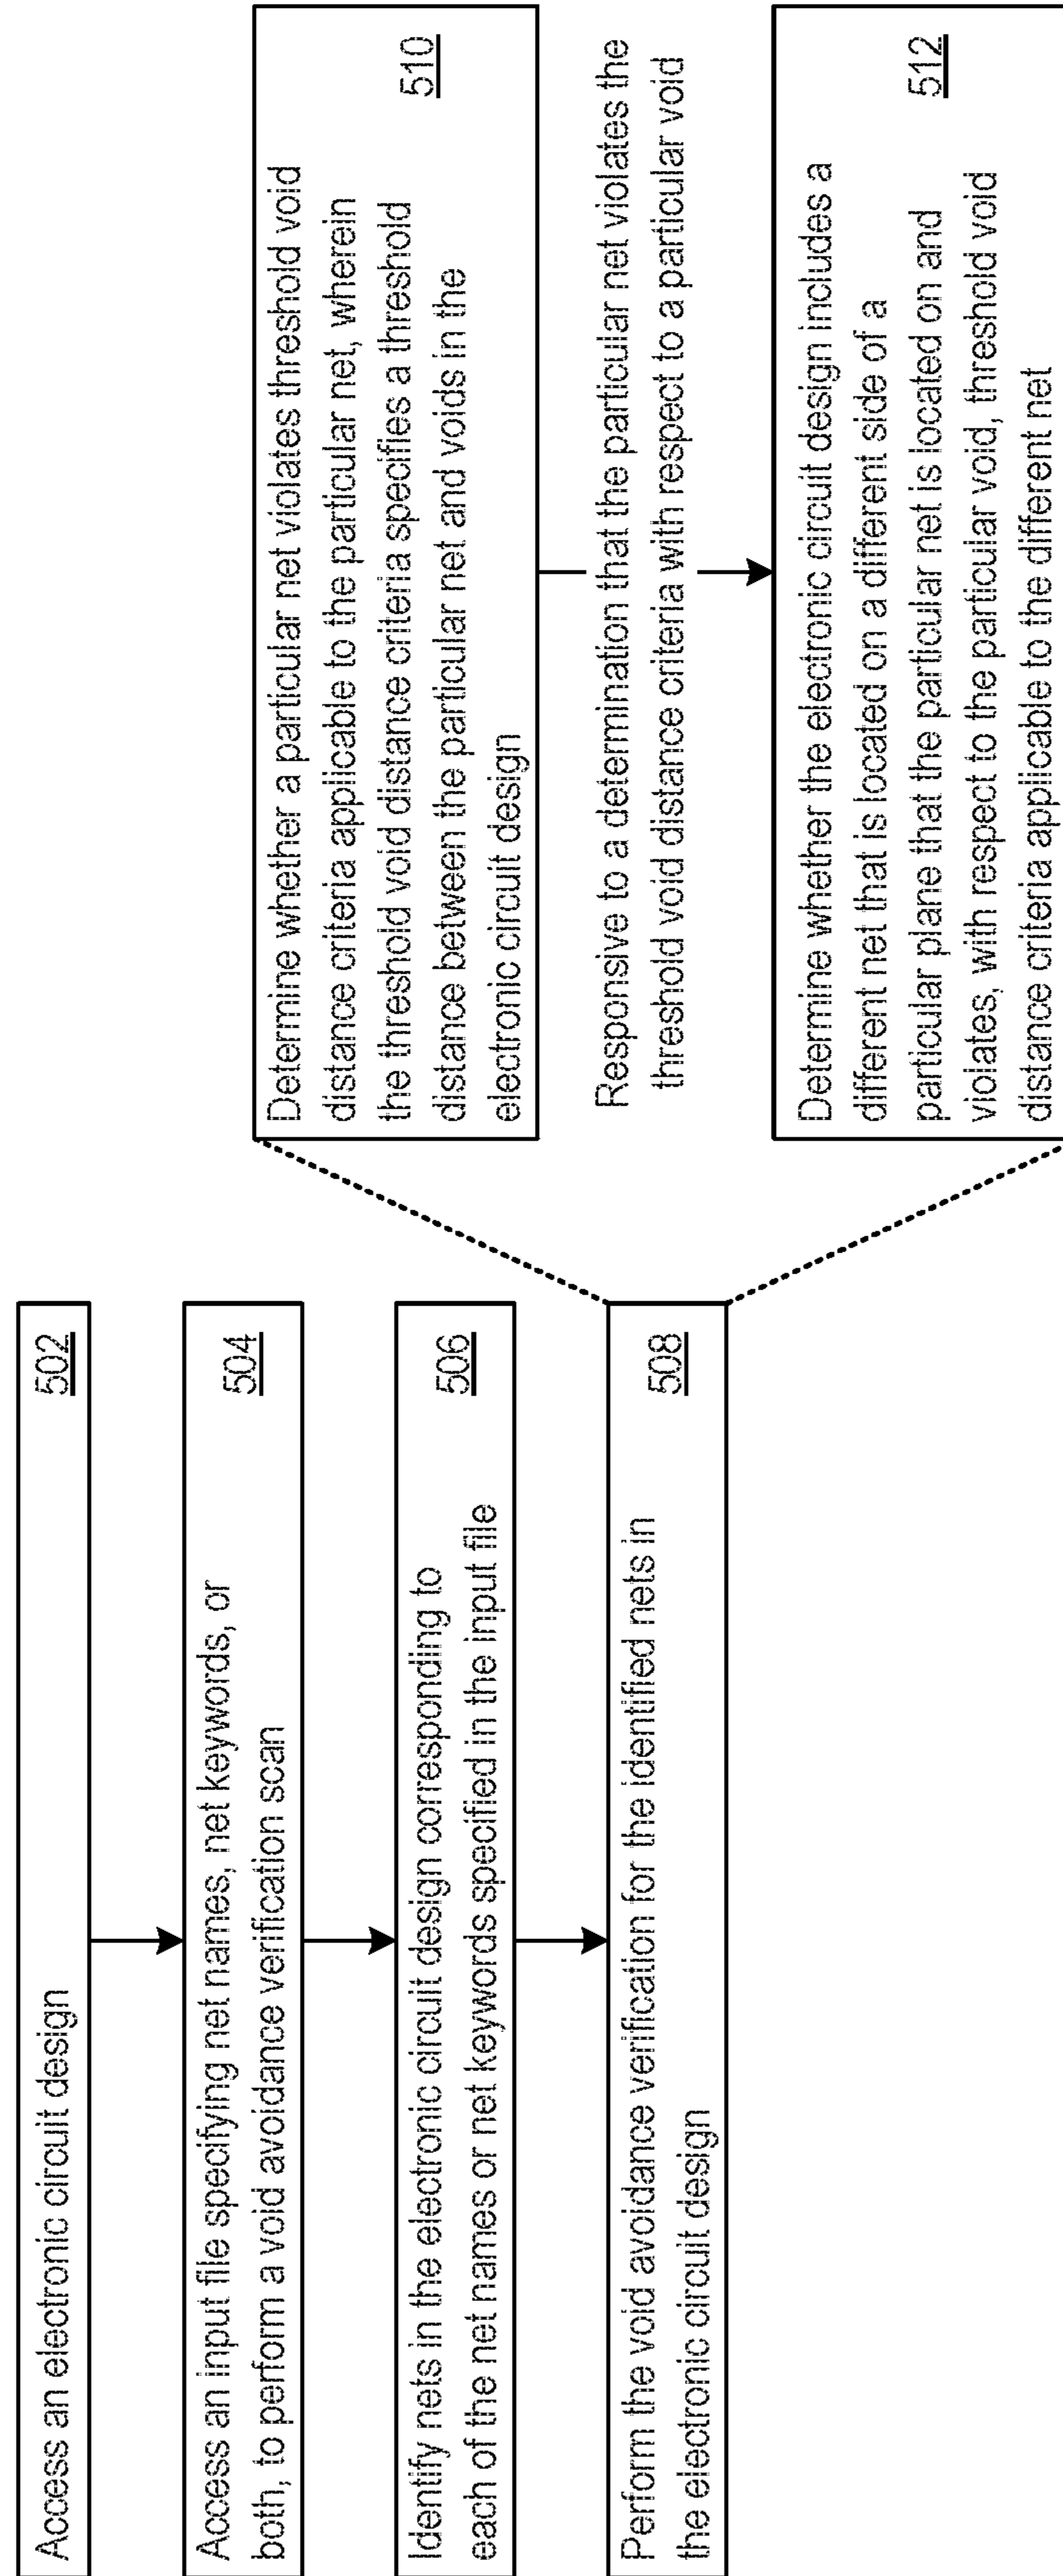 Access an electronic circuit design
502
Access an input file specifying net names, net keywords, or
both, to perform a void avoidance verification scan
504
Identify nets in the electronic circuit design corresponding to
each of the net names or net keywords specified in the input file
506
Perform the void avoidance verification for the identified nets in
the electronic circuit design
508
Determine whether a particular net violates threshold void
distance criteria applicable to the particular net, wherein
the threshold void distance criteria specifies a threshold
distance between the particular net and voids in the
electronic circuit design
510
Responsive to a determination that the particular net violates the
threshold void distance criteria with respect to a particular void
Determine whether the electronic circuit design includes a
different net that is located on a different side of a
particular plane that the particular net is located on and
violates, with respect to the particular void, threshold void
distance criteria applicable to the different net
512